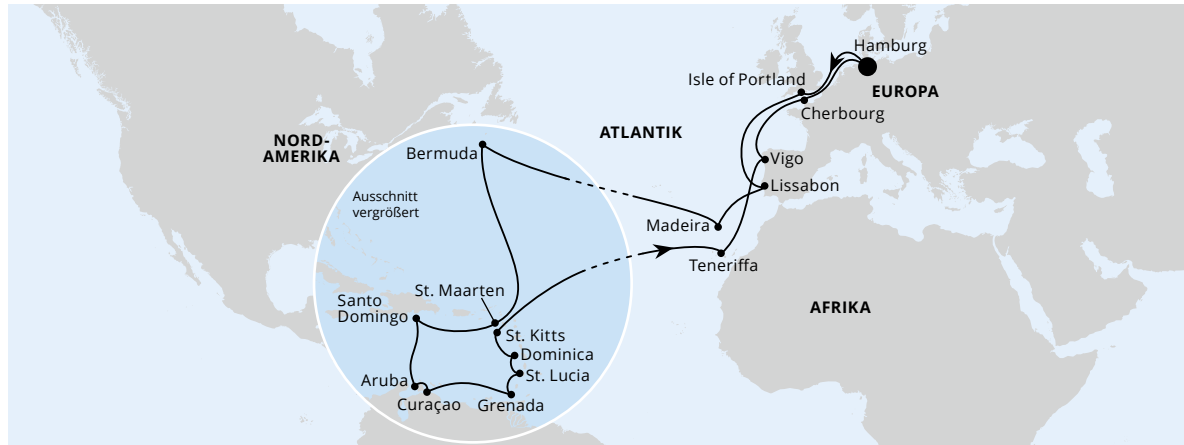 Hamburg
Isle of Portland
EUROPA
Cherbourg
ATLANTIK
NORD-
AMERIKA
Bermuda
Vigo
Lissabon
Ausschnitt
vergrößert
Madeira
Teneriffa
St. Maarten
Santo
Domingo
AFRIKA
St. Kitts
Dominica
St. Lucia
Aruba
Curaçao
Grenada